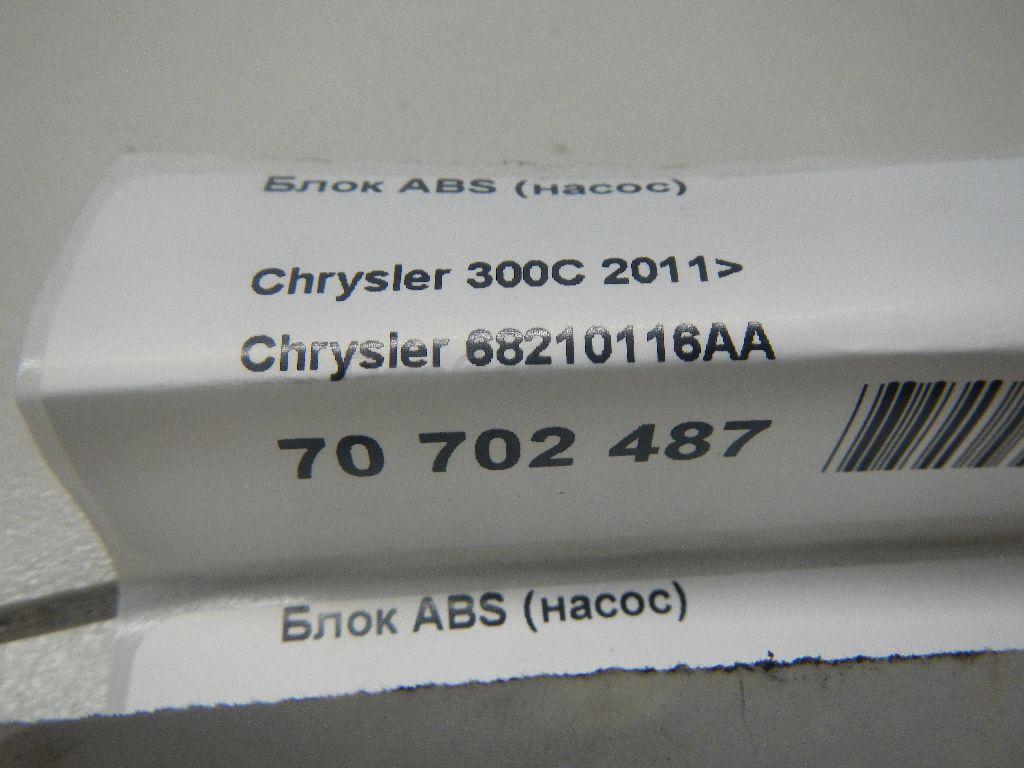 Блок ABS (насос)
Chrysler 300C 2011>
Chrysler 68210116AA
70 702 487
Блок ABS (насос)